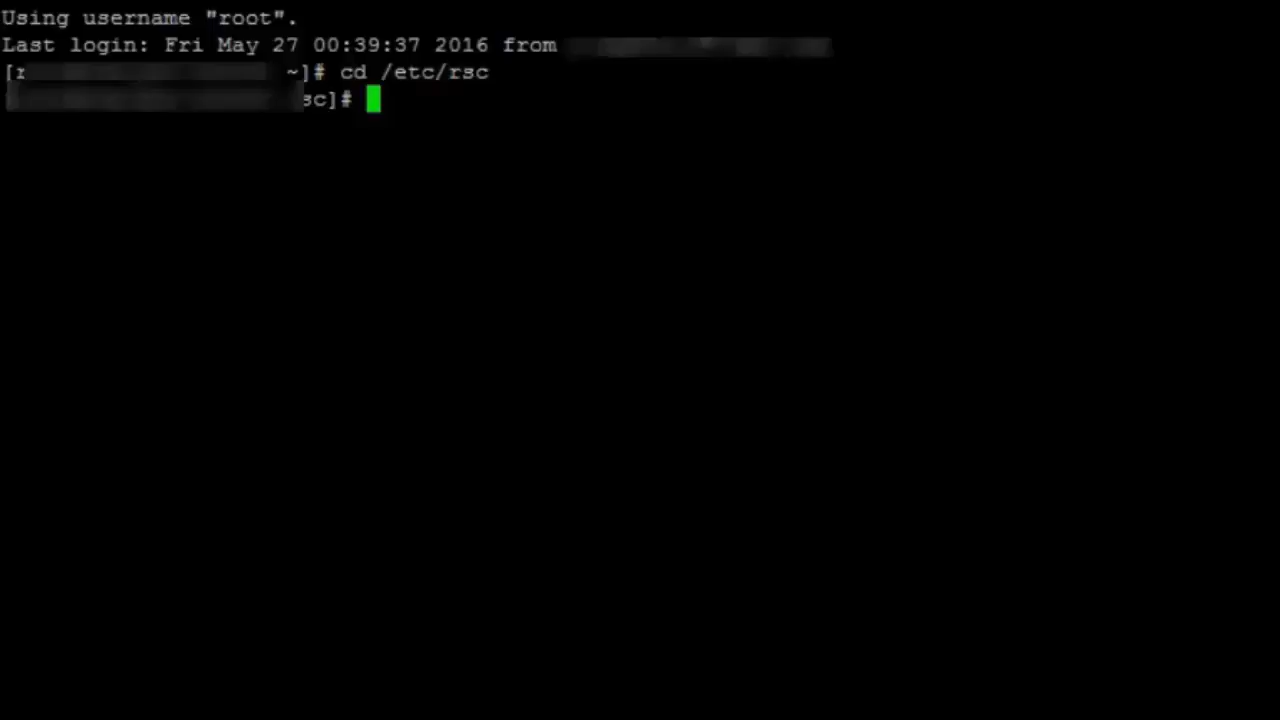 Using username "root".
Last login: Fri May 27 00:39:37 2016 from
[r ~]# cd /etc/rsc
sc]#